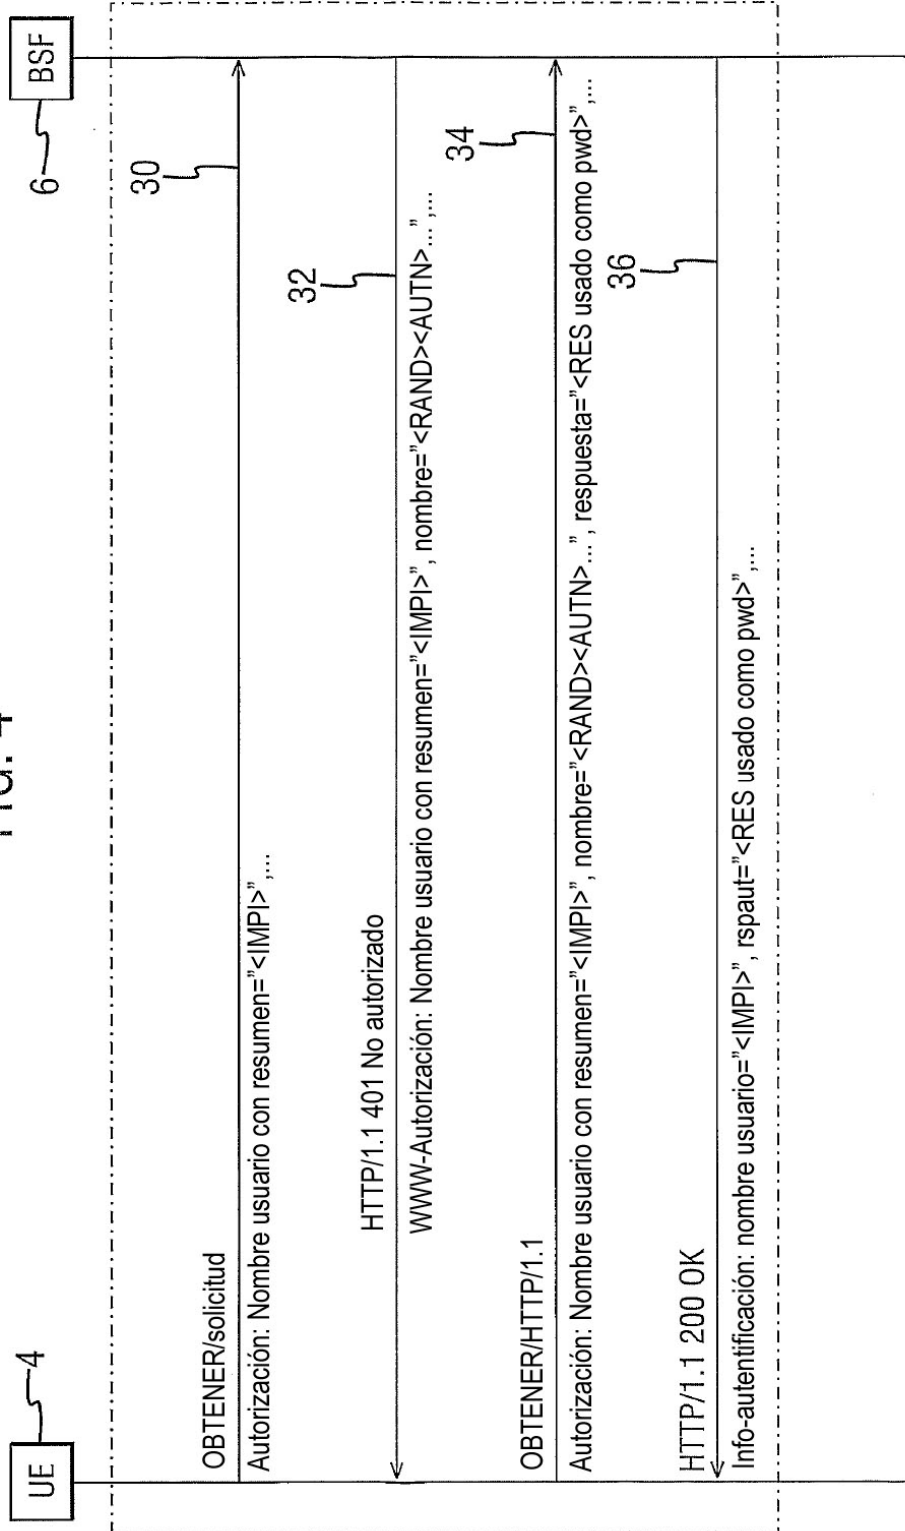 FIG. 4
UE
4
BSF
6
OBTENER/solicitud
30
Autorización: Nombre usuario con resumen="<IMPI>",...
HTTP/1.1 401 No autorizado
32
WWW-Autorización: Nombre usuario con resumen="<IMPI>", nombre="<RAND><AUTN>...",...
OBTENER/HTTP/1.1
34
Autorización: Nombre usuario con resumen="<IMPI>", nombre="<RAND><AUTN>...", respuesta="<RES usado como pwd>",...
HTTP/1.1 200 OK
36
Info-autentificación: nombre usuario="<IMPI>", rspaut="<RES usado como pwd>",...